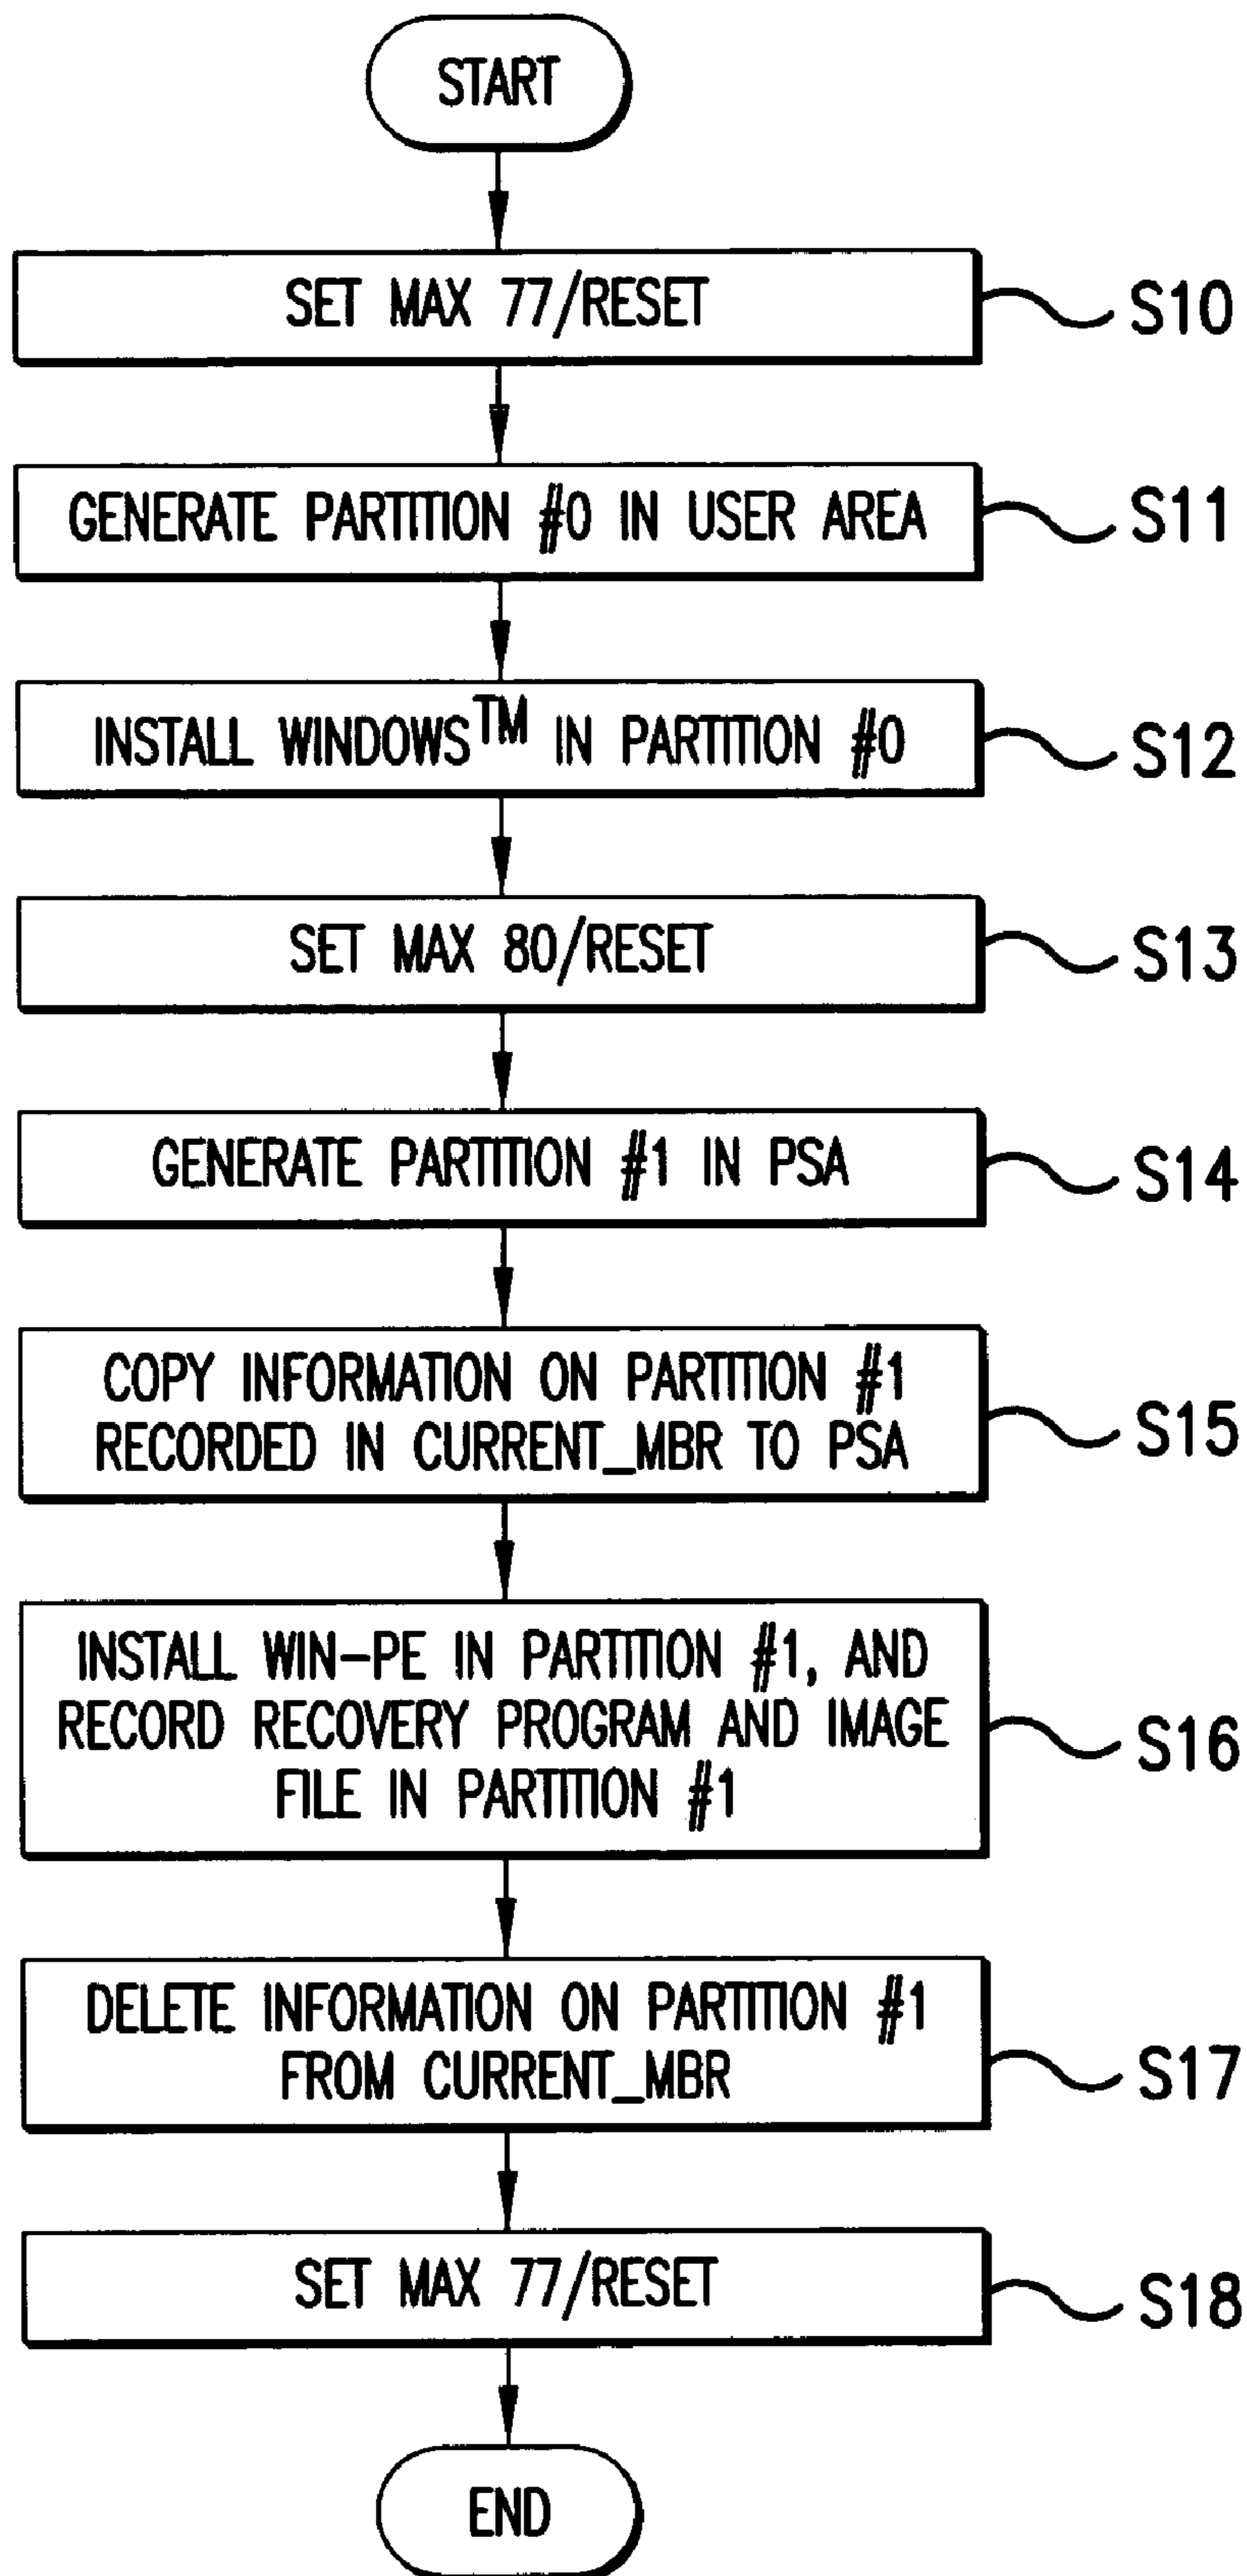 START
SET MAX 77/RESET
S10
GENERATE PARTITION #0 IN USER AREA
S11
INSTALL WINDOWS™ IN PARTITION #0
S12
SET MAX 80/RESET
S13
GENERATE PARTITION #1 IN PSA
S14
COPY INFORMATION ON PARTITION #1
RECORDED IN CURRENT_MBR TO PSA
S15
INSTALL WIN-PE IN PARTITION #1, AND
RECORD RECOVERY PROGRAM AND IMAGE
FILE IN PARTITION #1
S16
DELETE INFORMATION ON PARTITION #1
FROM CURRENT_MBR
S17
SET MAX 77/RESET
S18
END